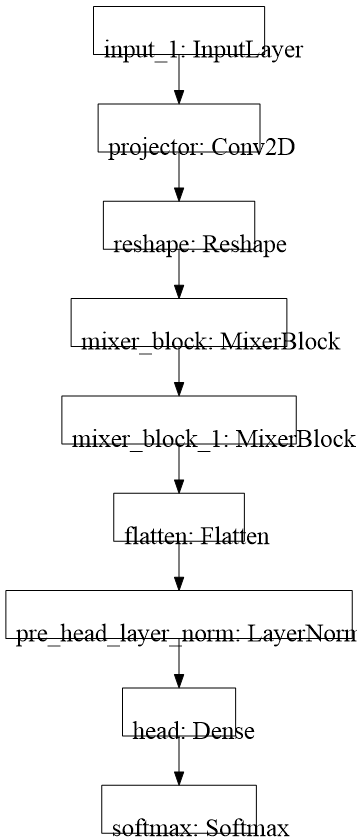 input_1: InputLayer
projector: Conv2D
reshape: Reshape
mixer_block: MixerBlock
mixer_block_1: MixerBlock
flatten: Flatten
pre_head_layer_norm: LayerNorm
head: Dense
softmax: Softmax